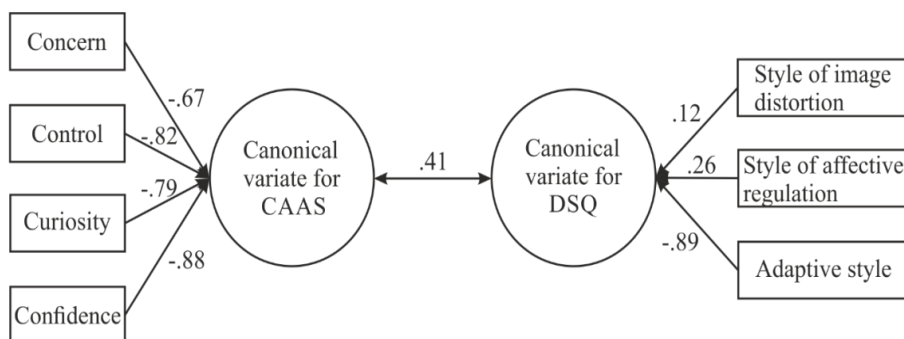 Concern
Control
Curiosity
Confidence
-.67
-.82
-.79
-.88
Canonical
variate for
CAAS
.41
Canonical
variate for
DSQ
.12
.26
-.89
Style of image
distortion
Style of affective
regulation
Adaptive style